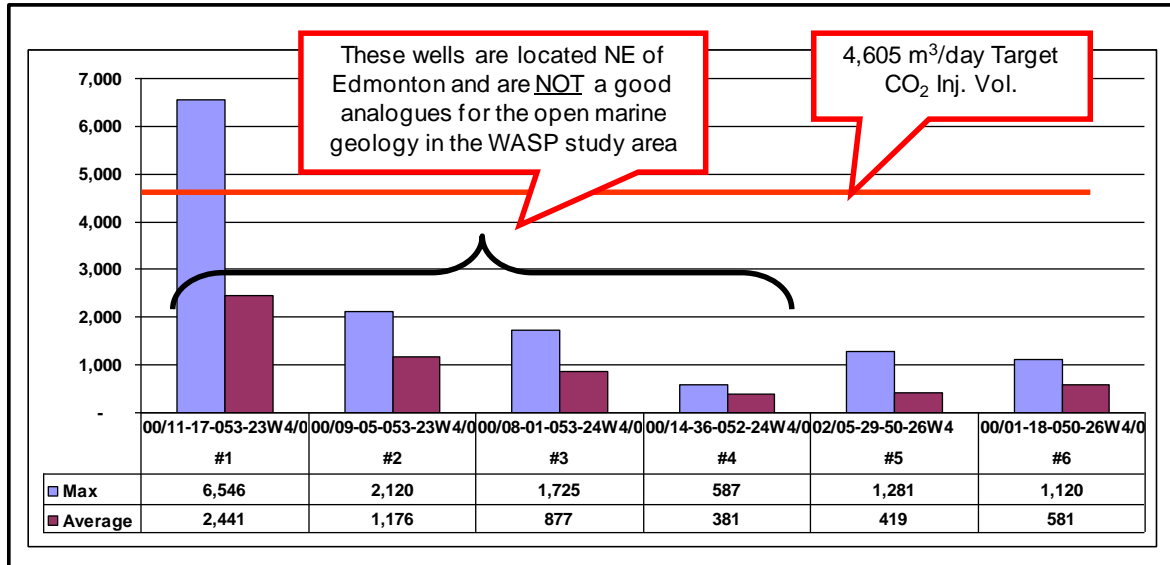 These wells are located NE of
Edmonton and are NOT a good
analogues for the open marine
geology in the WASP study area
4,605 m³/day Target
CO₂ Inj. Vol.
7,000
6,000
5,000
4,000
3,000
2,000
1,000
-
00/11-17-053-23W4/0 00/09-05-053-23W4/0 00/08-01-053-24W4/0 00/14-36-052-24W4/0 02/05-29-50-26W4 00/01-18-050-26W4/0
#1 #2 #3 #4 #5 #6
Max 6,546 2,120 1,725 587 1,281 1,120
Average 2,441 1,176 877 381 419 581